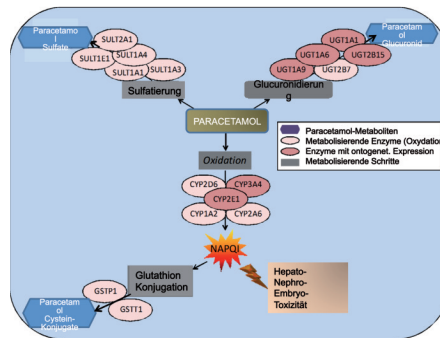 Paracetamo
l
Sulfate
SULT2A1
SULT1A4
SULT1E1
SULT1A3
SULT1A1
Sulfatierung
UGT1A1
UGT1A6
UGT2B15
UGT1A9
UGT2B7
Paracetam
ol
Glucuronid
Glucuronidierun
g
PARACETAMOL
Paracetamol-Metaboliten
Metabolisierende Enzyme (Oxydation
Enzyme mit ontogenet. Expression
Metabolisierende Schritte
Oxidation
CYP2D6
CYP3A4
CYP2E1
CYP1A2
CYP2A6
NAPQI
Glutathion
Konjugation
GSTP1
GSTT1
Paracetam
ol
Cystein-
Konjugate
Hepato-
Nephro-
Embryo-
Toxizität